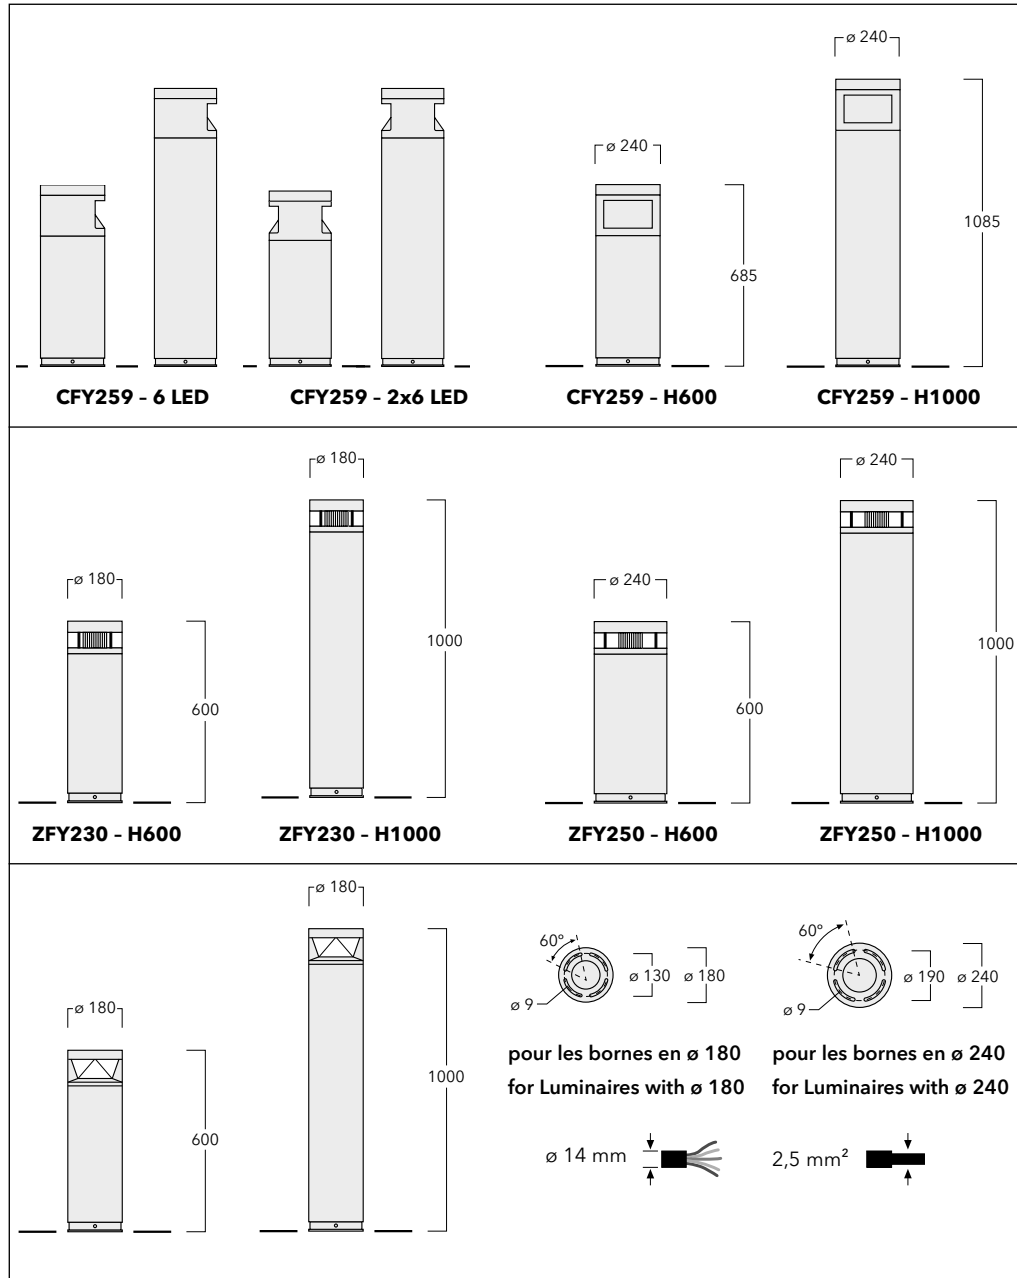 ø 240
ø 240
1085
685
CFY259 – 6 LED
CFY259 – 2x6 LED
CFY259 – H600
CFY259 – H1000
ø 180
ø 240
ø 180
ø 240
1000
1000
600
600
ZFY230 – H600
ZFY230 – H1000
ZFY250 – H600
ZFY250 – H1000
ø 180
60°
60°
ø 130
ø 180
ø 190
ø 240
ø 9
ø 9
ø 180
pour les bornes en ø 180
for Luminaires with ø 180
pour les bornes en ø 240
for Luminaires with ø 240
1000
600
ø 14 mm
2,5 mm²